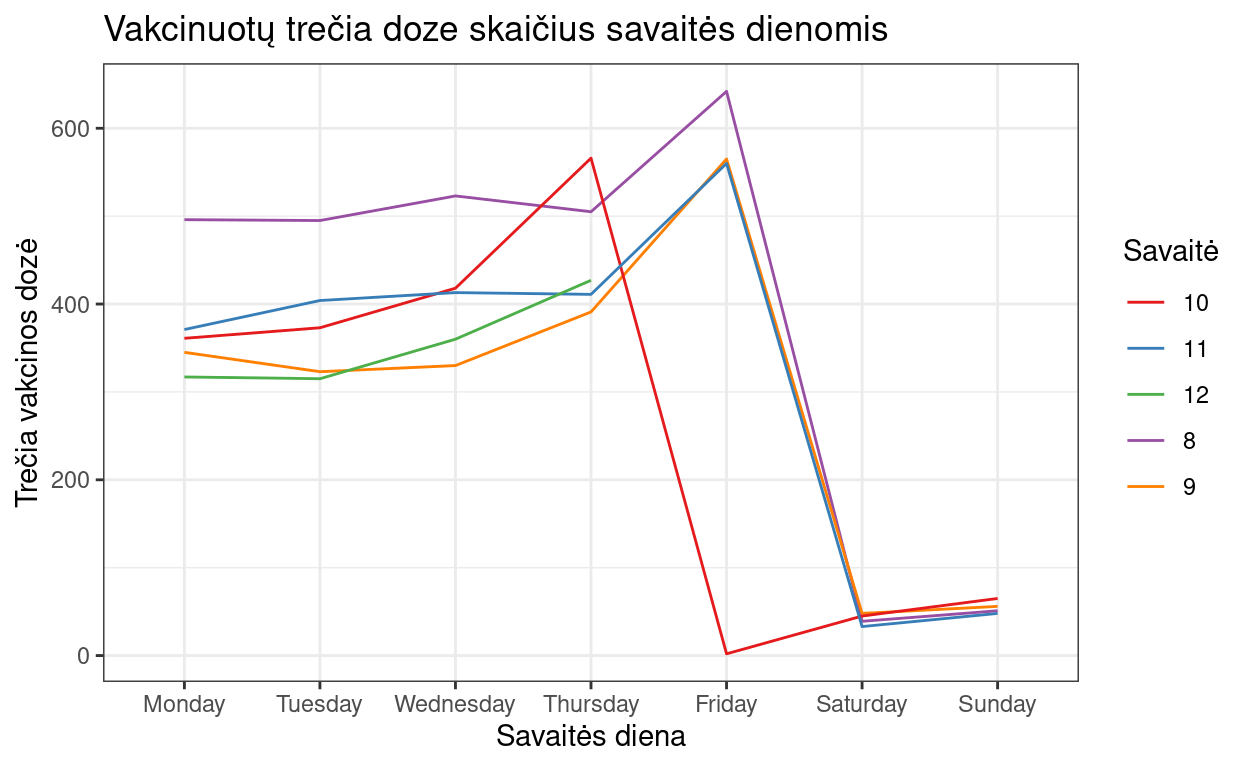 Vakcinuotų trečia doze skaičius savaitės dienomis
Trečia vakcinos dozė
600
400
200
0
Monday Tuesday Wednesday Thursday Friday Saturday Sunday
Savaitės diena
Savaitė
10
11
12
8
9